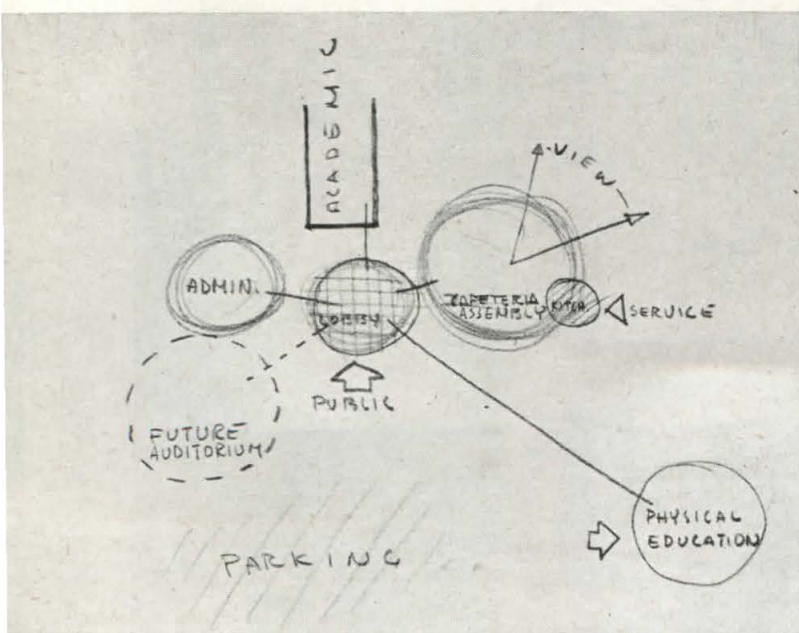 ACADEMIC
VIEW
ADMIN.
LOBBY
CAFETERIA
ASSEMBLY
KITCH.
SERVICE
PUBLIC
FUTURE
AUDITORIUM
PHYSICAL
EDUCATION
PARKING